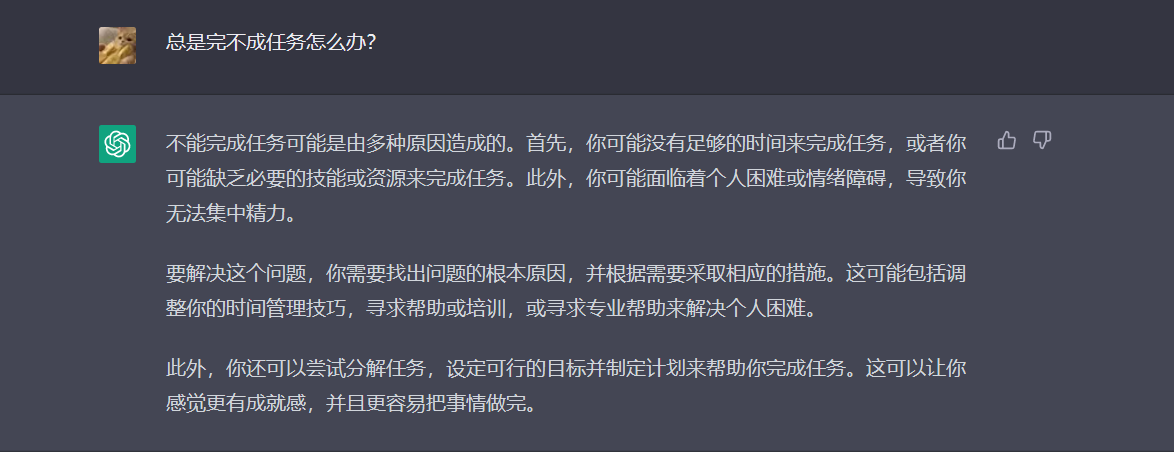 总是完不成任务怎么办？
不能完成任务可能是由多种原因造成的。首先，你可能没有足够的时间来完成任务，或者你
可能缺乏必要的技能或资源来完成任务。此外，你可能面临着个人困难或情绪障碍，导致你
无法集中精力。
要解决这个问题，你需要找出问题的根本原因，并根据需要采取相应的措施。这可能包括调
整你的时间管理技巧，寻求帮助或培训，或寻求专业帮助来解决个人困难。
此外，你还可以尝试分解任务，设定可行的目标并制定计划来帮助你完成任务。这可以让你
感觉更有成就感，并且更容易把事情做完。